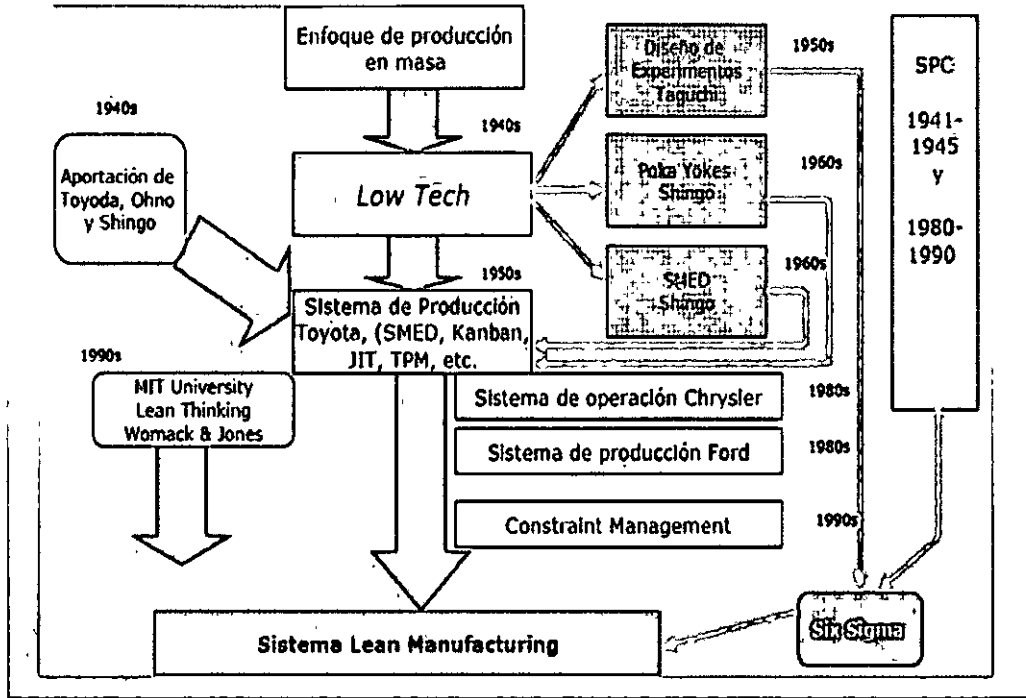 Enfoque de producción
en masa
1940s
Low Tech
1940s
Aportación de
Toyoda, Ohno
y Shingo
1950s
Sistema de Producción
Toyota, (SMED, Kanban,
JIT, TPM, etc.
Diseño de
Experimentos
Taguchi
1950s
Poka Yokes
Shingo
1960s
SMED
Shingo
1960s
SPC
1941-
1945
y
1980-
1990
1990s
MIT University
Lean Thinking
Womack & Jones
Sistema de operación Chrysler
1980s
Sistema de producción Ford
1980s
Constraint Management
1990s
Sistema Lean Manufacturing
Six Sigma